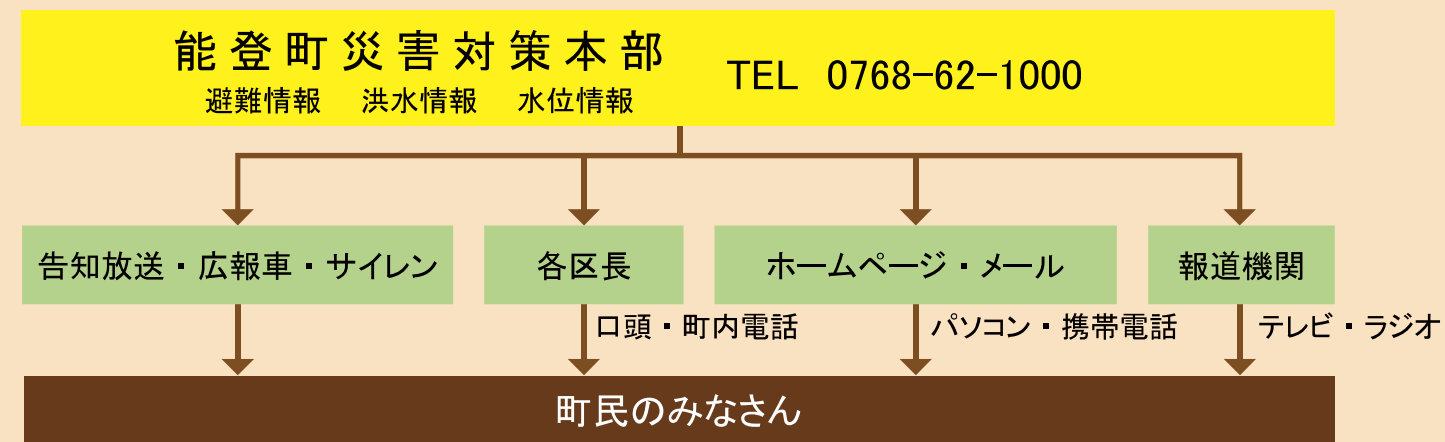 能登町災害対策本部
避難情報　洪水情報　水位情報
TEL 0768-62-1000
告知放送・広報車・サイレン
各区長
ホームページ・メール
報道機関
口頭・町内電話
パソコン・携帯電話
テレビ・ラジオ
町民のみなさん